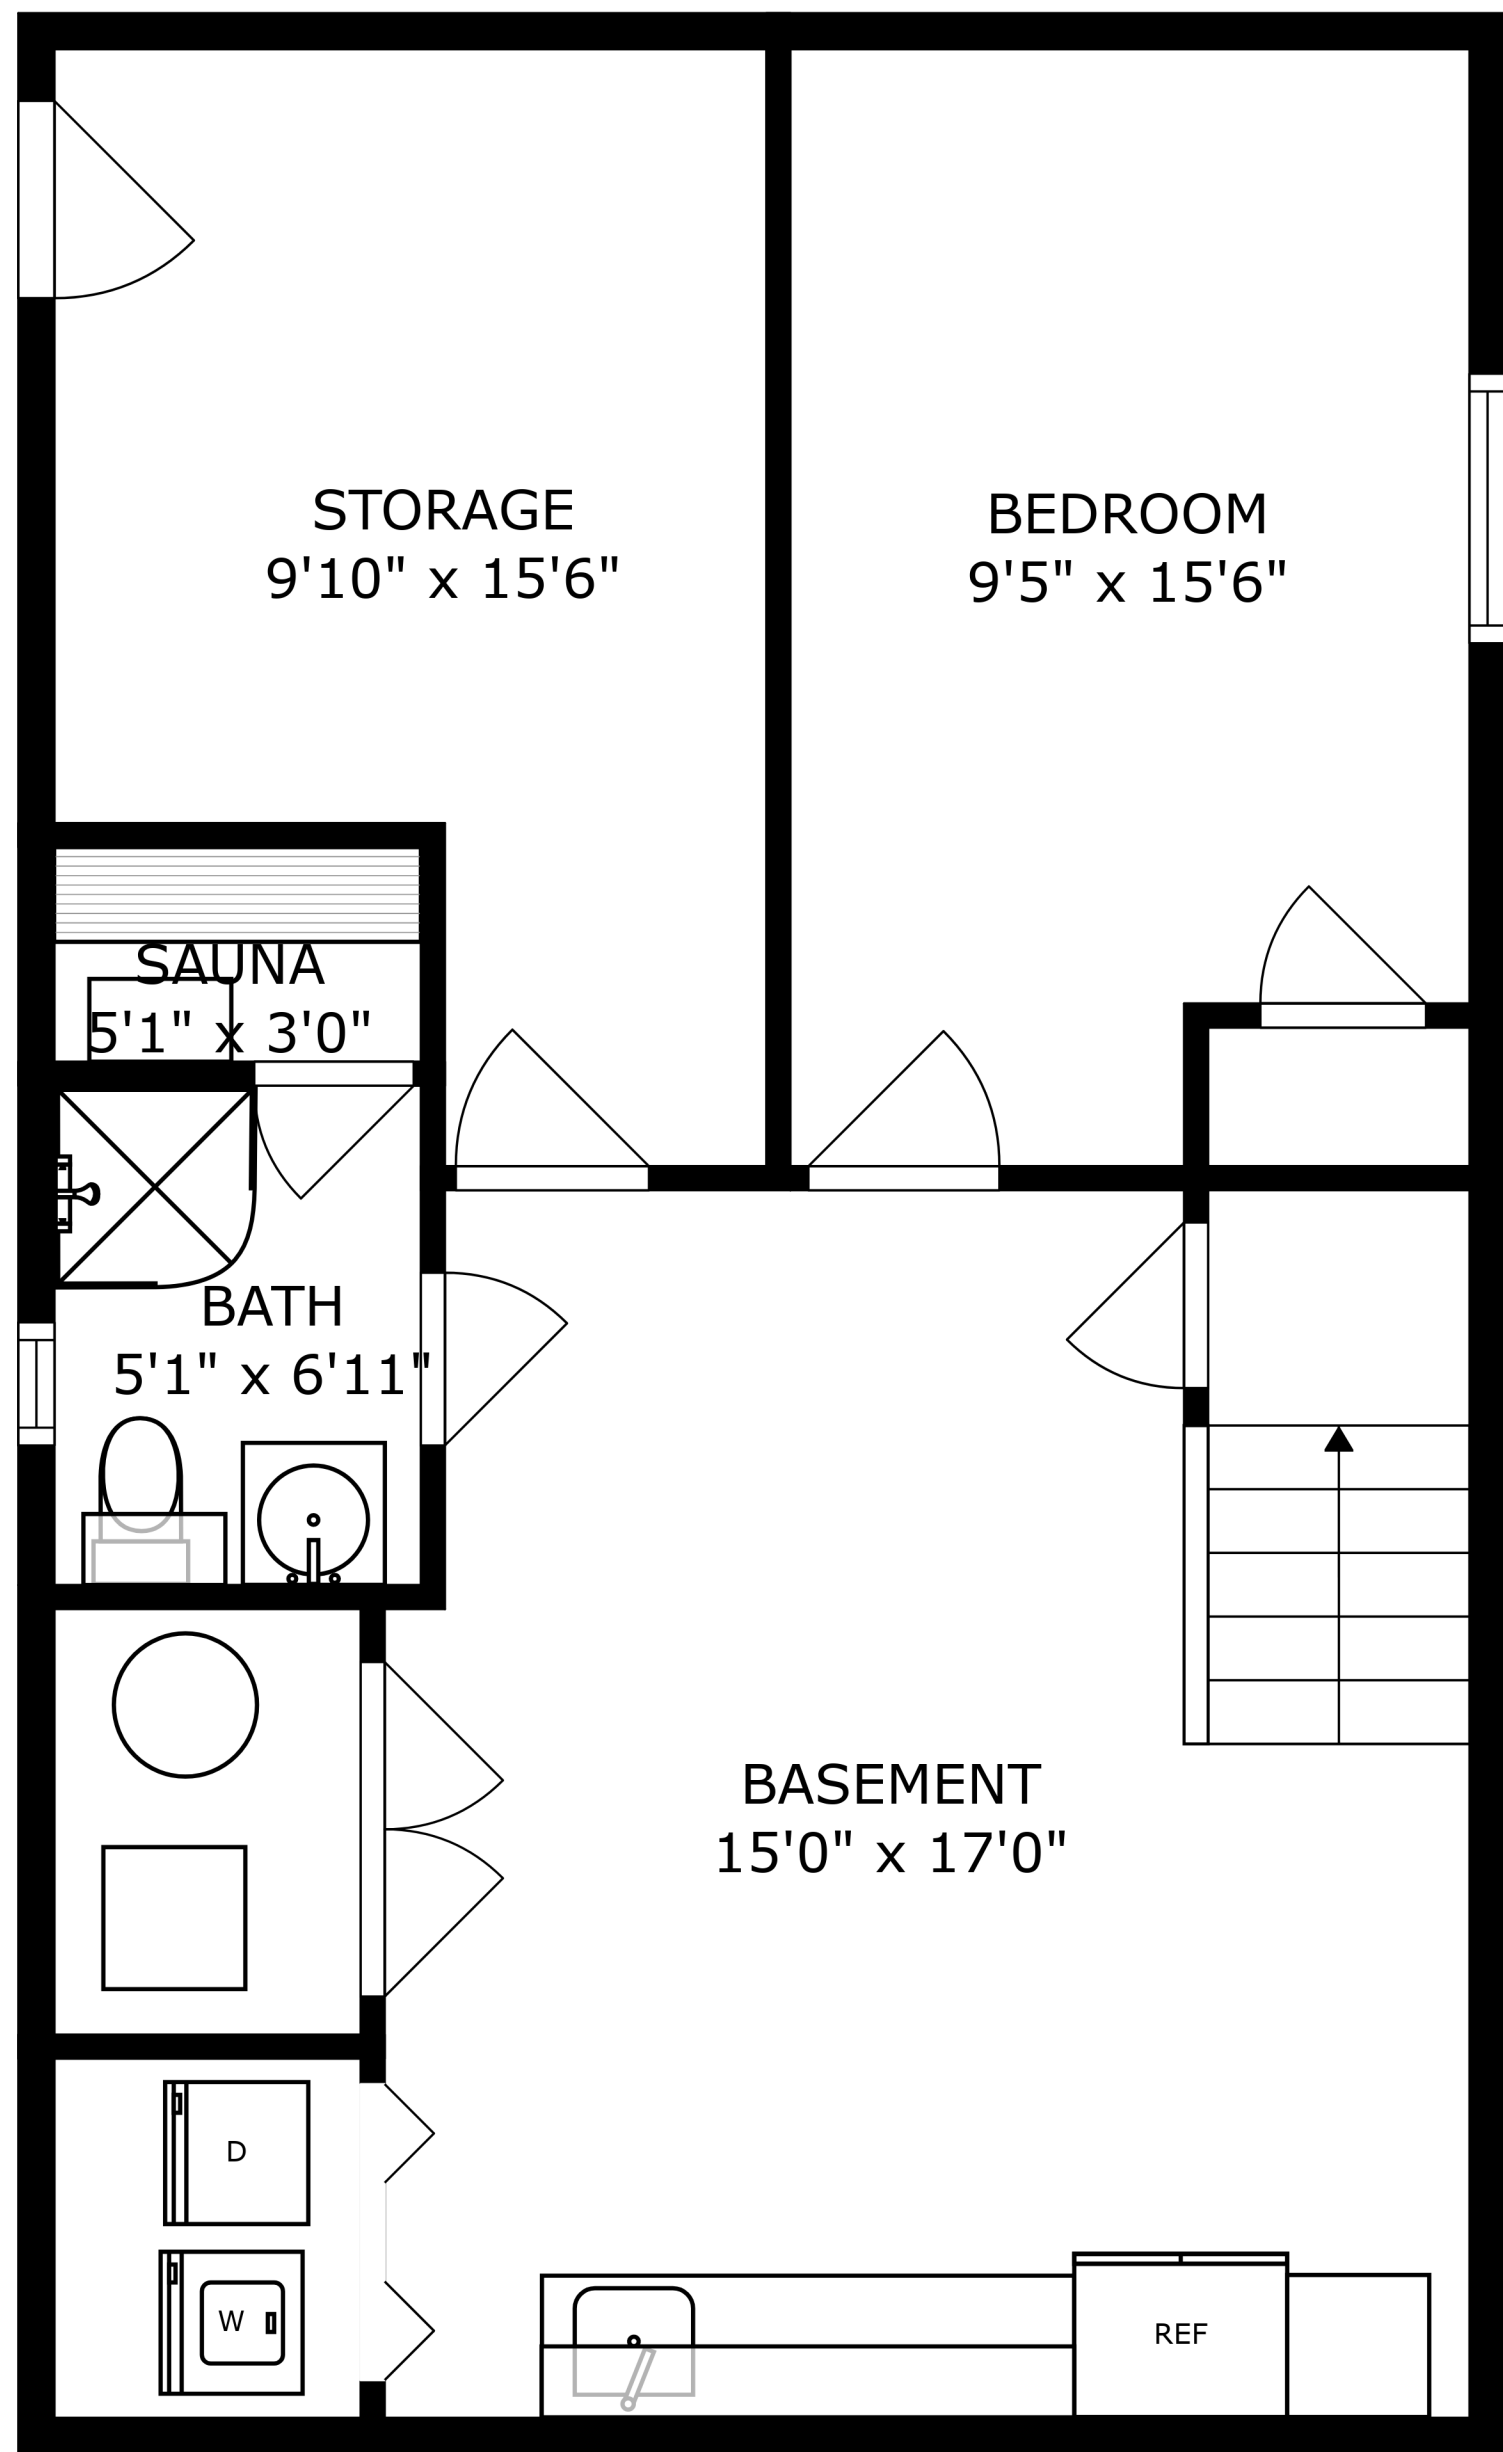 STORAGE
9'10" x 15'6"
BEDROOM
9'5" x 15'6"
SAUNA
5'1" x 3'0"
BATH
5'1" x 6'11"
BASEMENT
15'0" x 17'0"
D
W
REF